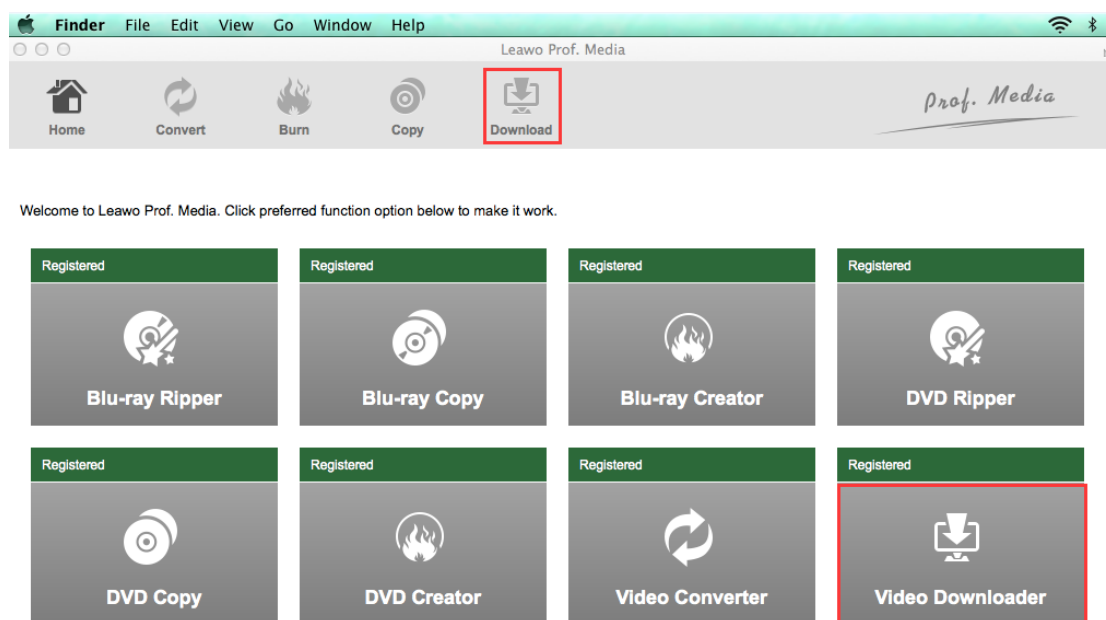 Finder File Edit View Go Window Help
Leawo Prof. Media
Home Convert Burn Copy Download
Prof. Media
Welcome to Leawo Prof. Media. Click preferred function option below to make it work.
Registered Registered Registered Registered
Blu-ray Ripper Blu-ray Copy Blu-ray Creator DVD Ripper
Registered Registered Registered Registered
DVD Copy DVD Creator Video Converter Video Downloader